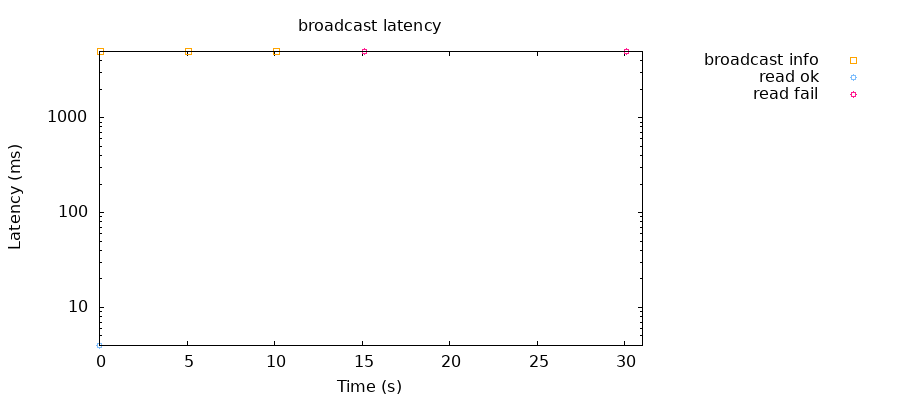 broadcast latency
broadcast info
read ok
read fail
1000
100
10
Latency (ms)
0 5 10 15 20 25 30
Time (s)